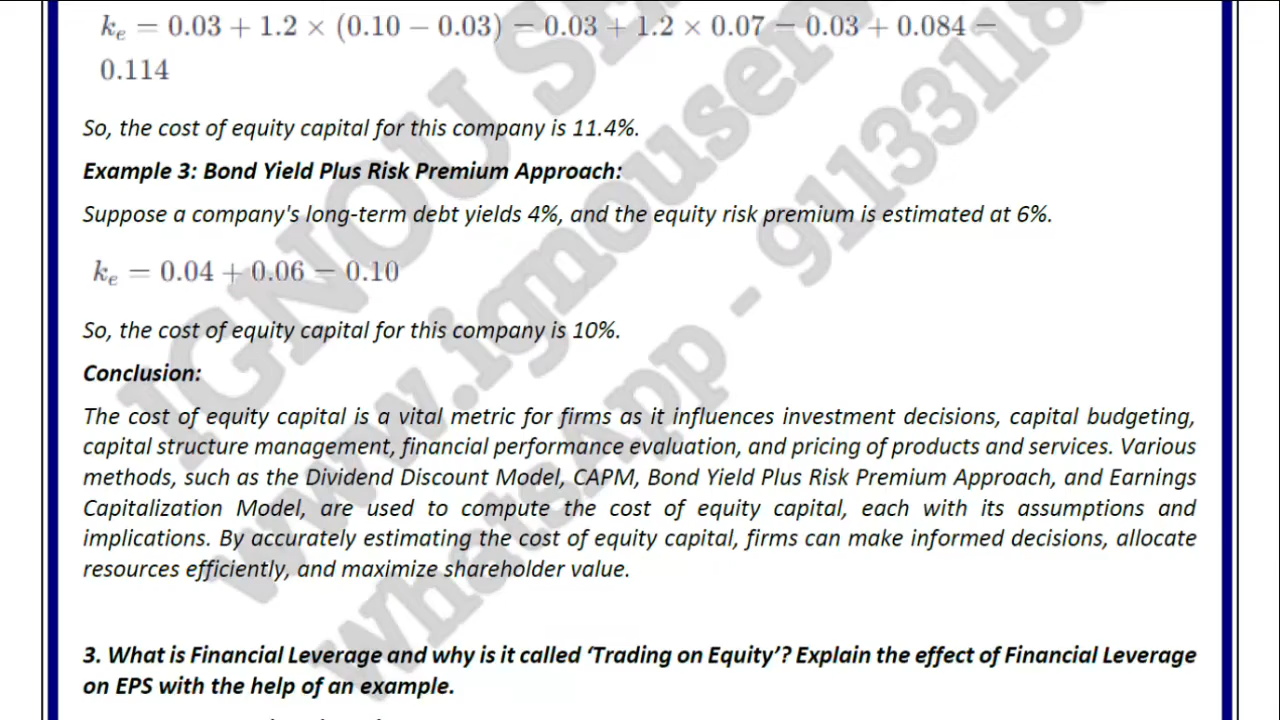 kₑ = 0.03 + 1.2 × (0.10 − 0.03) = 0.03 + 1.2 × 0.07 = 0.03 + 0.084 =
0.114
So, the cost of equity capital for this company is 11.4%.
Example 3: Bond Yield Plus Risk Premium Approach:
Suppose a company's long-term debt yields 4%, and the equity risk premium is estimated at 6%.
kₑ = 0.04 + 0.06 = 0.10
So, the cost of equity capital for this company is 10%.
Conclusion:
The cost of equity capital is a vital metric for firms as it influences investment decisions, capital budgeting,
capital structure management, financial performance evaluation, and pricing of products and services. Various
methods, such as the Dividend Discount Model, CAPM, Bond Yield Plus Risk Premium Approach, and Earnings
Capitalization Model, are used to compute the cost of equity capital, each with its assumptions and
implications. By accurately estimating the cost of equity capital, firms can make informed decisions, allocate
resources efficiently, and maximize shareholder value.
3. What is Financial Leverage and why is it called ‘Trading on Equity’? Explain the effect of Financial Leverage
on EPS with the help of an example.
IGNOU
www.ignou
WhatsApp -